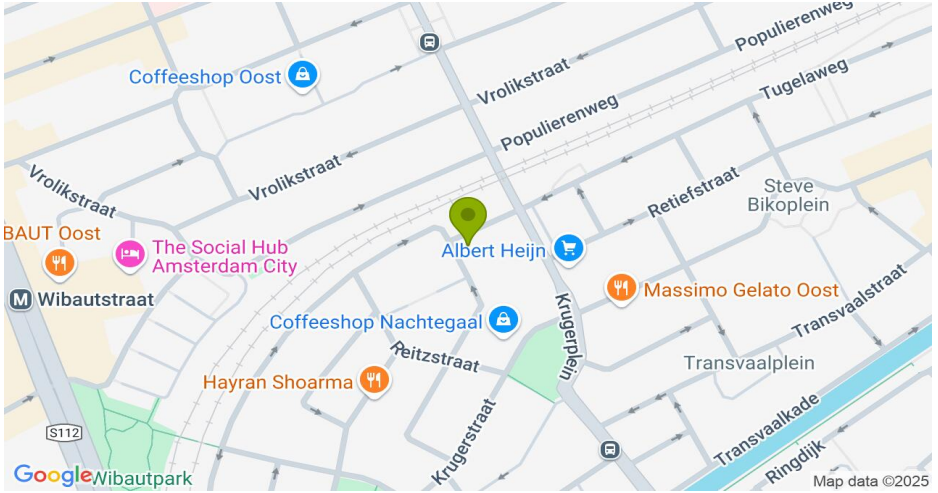 Populierenweg
Coffeeshop Oost
Vrolikstraat
Tugelaweg
Populierenweg
Vrolikstraat
Vrolikstraat
Retiefstraat
Steve
Bikoplein
BAUT Oost
The Social Hub
Amsterdam City
Albert Heijn
M Wibautstraat
Massimo Gelato Oost
Coffeeshop Nachtegaal
Krugerplein
Transvaalstraat
Reitzstraat
Transvaalplein
Hayran Shoarma
Krugerstraat
Transvaalkade
S112
Ringdijk
Google
Wibautpark
Map data ©2025